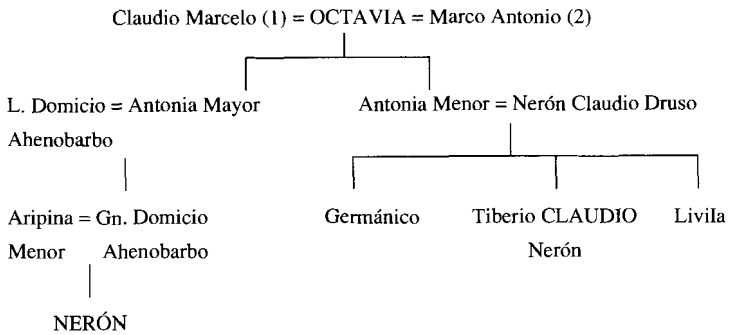 Claudio Marcelo (1) = OCTAVIA = Marco Antonio (2)
L. Domicio = Antonia Mayor
Ahenobarbo
Antonia Menor = Nerón Claudio Druso
Aripina = Gn. Domicio
Menor Ahenobarbo
Germánico
Tiberio CLAUDIO
Nerón
Livila
NERÓN